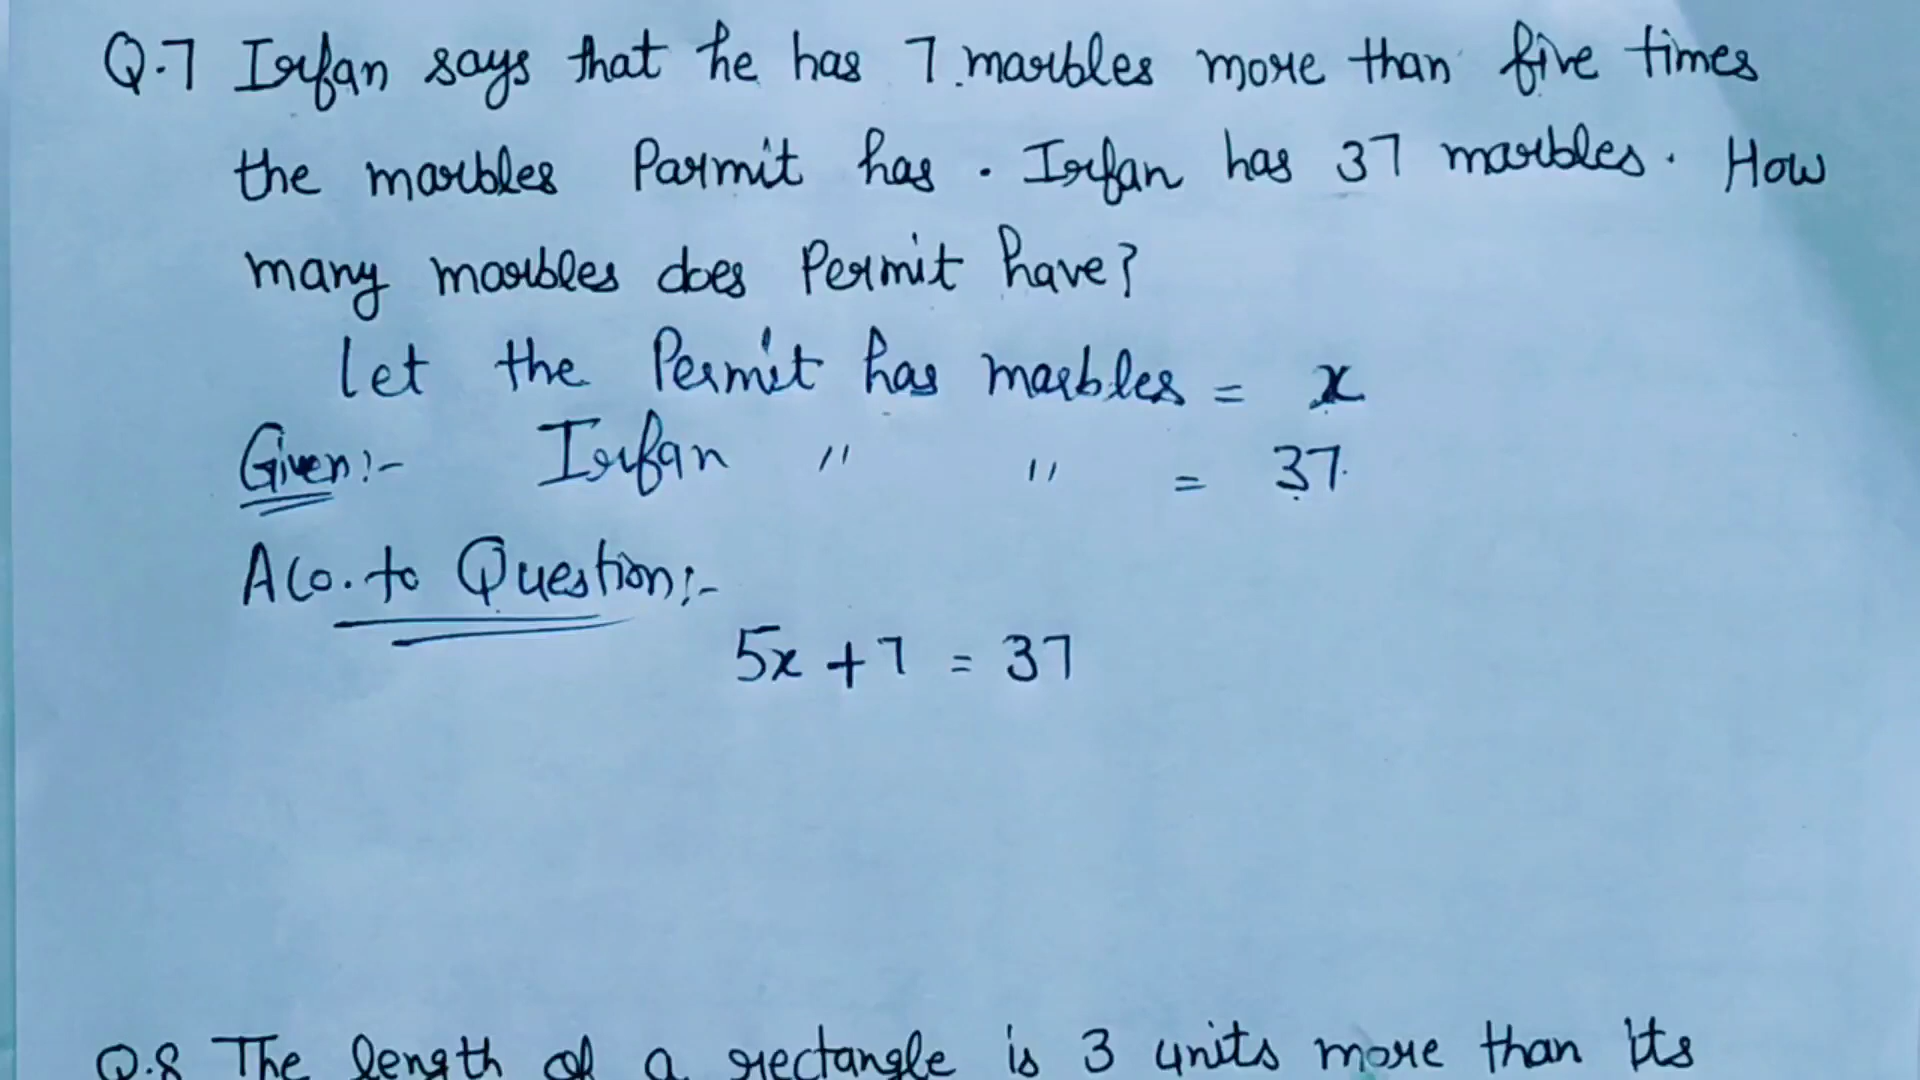 Q.7 Irfan says that he has 7 marbles more than five times
the marbles Parmit has. Irfan has 37 marbles. How
many marbles does Permit have?
Let the Permit has marbles = x
Given:- Irfan " " = 37.
Aco. to Question:-
5x + 7 = 37
Q.8 The length of a rectangle is 3 units more than its